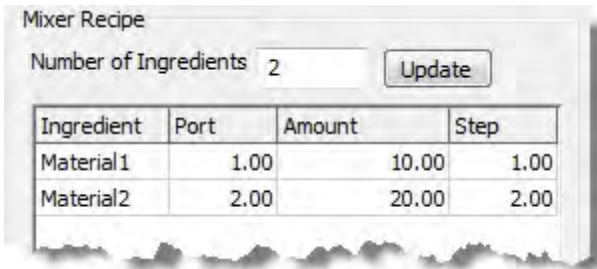 Mixer Recipe
Number of Ingredients 2 Update
Ingredient Port Amount Step
Material1 1.00 10.00 1.00
Material2 2.00 20.00 2.00